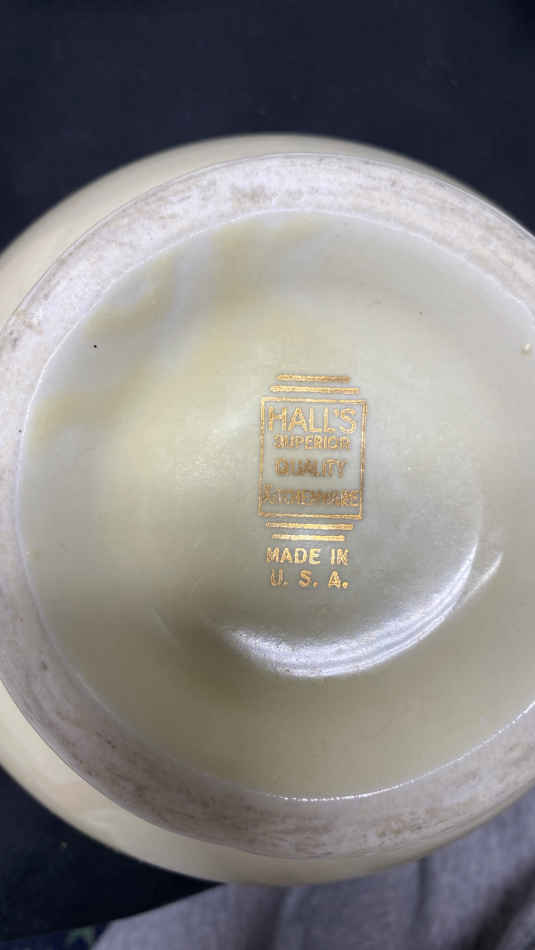 HALL'S
SUPERIOR
QUALITY
KITCHENWARE
MADE IN
U. S. A.